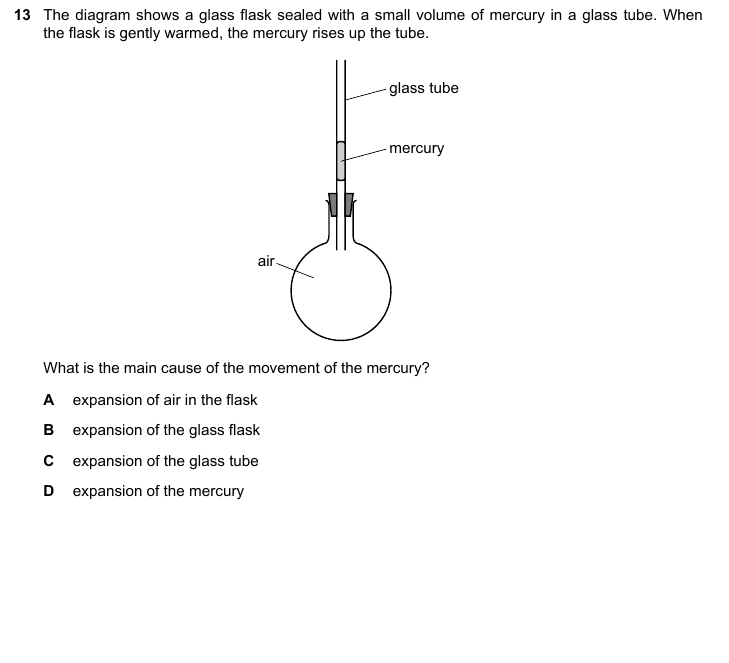 13 The diagram shows a glass flask sealed with a small volume of mercury in a glass tube. When
the flask is gently warmed, the mercury rises up the tube.
glass tube
mercury
air
What is the main cause of the movement of the mercury?
A expansion of air in the flask
B expansion of the glass flask
C expansion of the glass tube
D expansion of the mercury